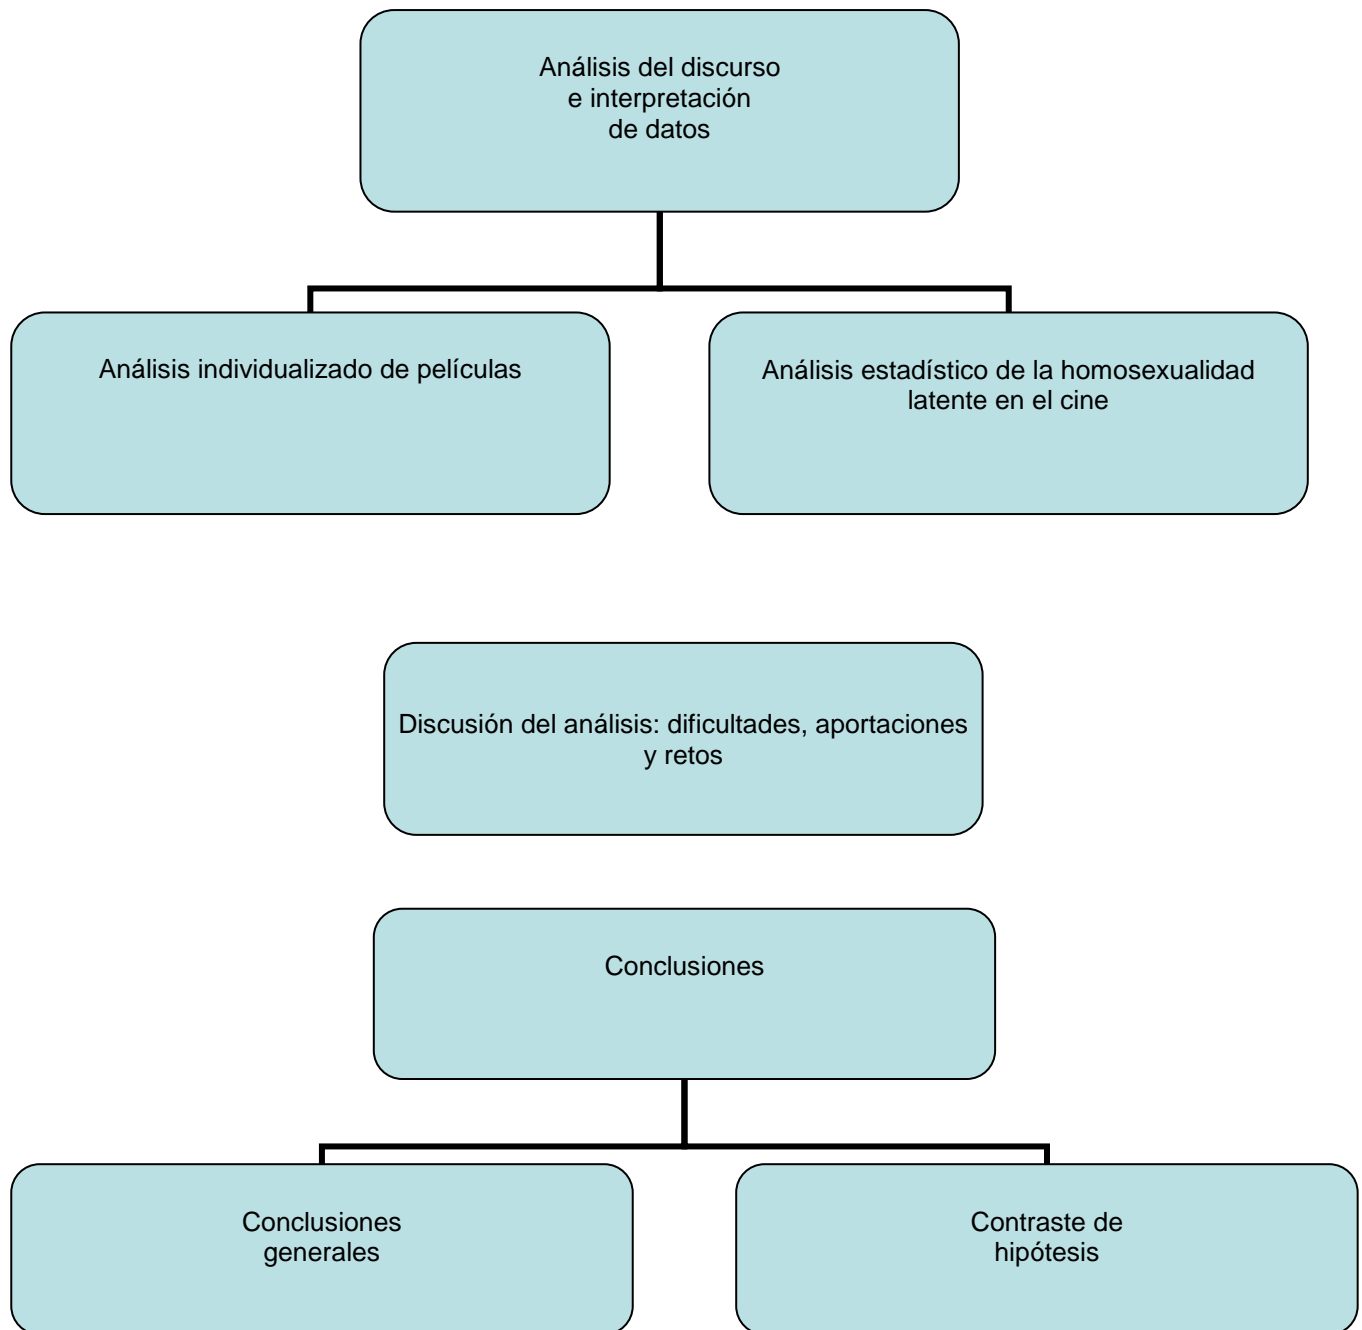 Análisis del discurso
e interpretación
de datos
Análisis individualizado de películas
Análisis estadístico de la homosexualidad
latente en el cine
Discusión del análisis: dificultades, aportaciones
y retos
Conclusiones
Conclusiones
generales
Contraste de
hipótesis